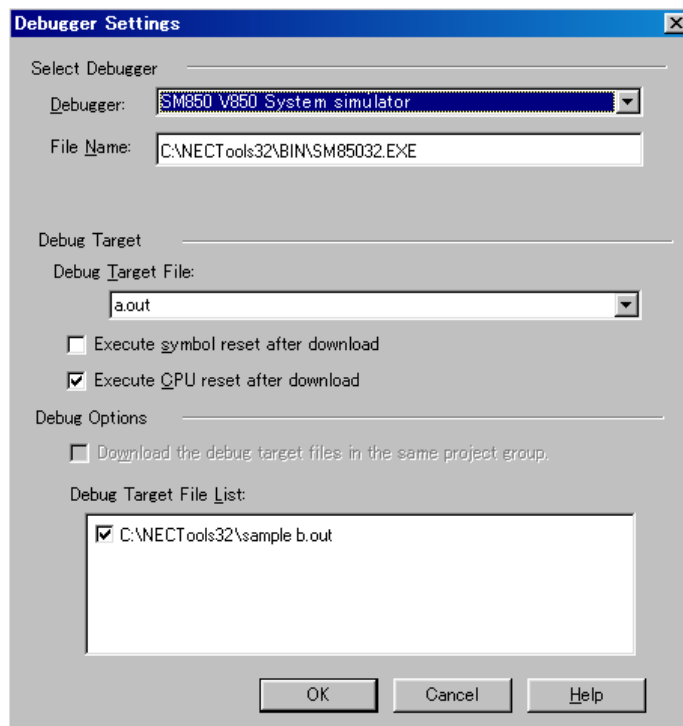 Debugger Settings
Select Debugger
Debugger: SM850 V850 System simulator
File Name: C:\NECTools32\BIN\SM85032.EXE
Debug Target
Debug Target File:
a.out
Execute symbol reset after download
Execute CPU reset after download
Debug Options
Download the debug target files in the same project group.
Debug Target File List:
C:\NECTools32\sample b.out
OK Cancel Help